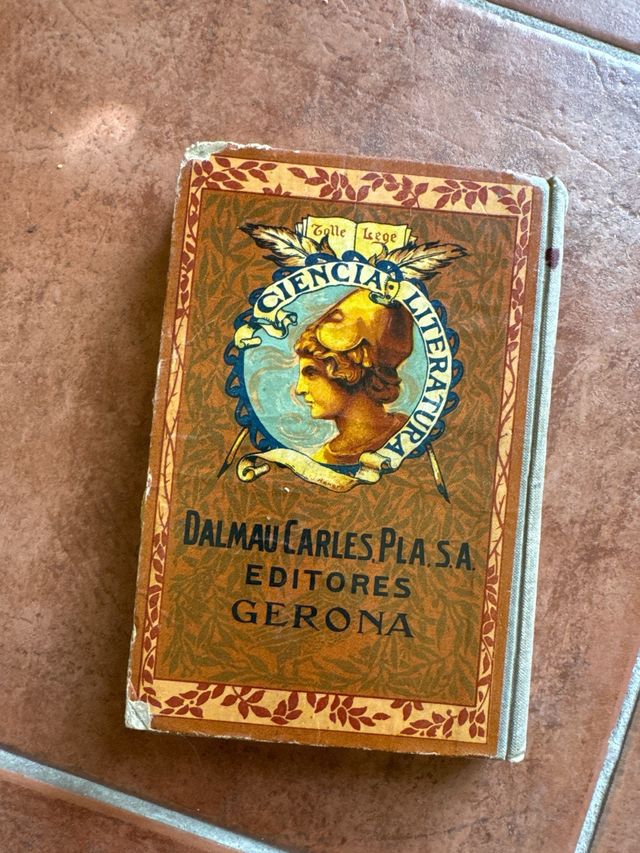 Tolle Lege
CIENCIA LITERATURA
DALMAU CARLES, PLA. S.A.
EDITORES
GERONA